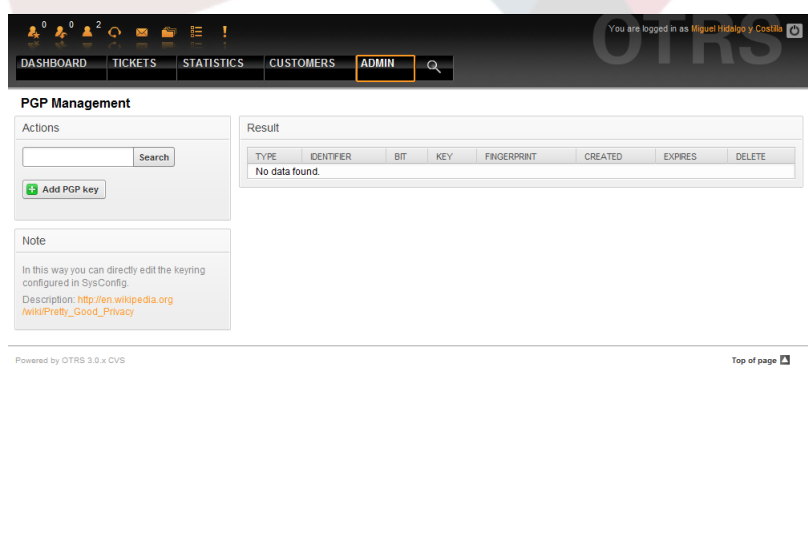 0 0 2
You are logged in as Miguel Hidalgo y Costilla
OTRS
DASHBOARD TICKETS STATISTICS CUSTOMERS ADMIN
PGP Management
Actions
Search
Add PGP key
Note
In this way you can directly edit the keyring
configured in SysConfig.
Description: http://en.wikipedia.org
/wiki/Pretty_Good_Privacy
Result
TYPE IDENTIFIER BIT KEY FINGERPRINT CREATED EXPIRES DELETE
No data found.
Powered by OTRS 3.0.x CVS
Top of page